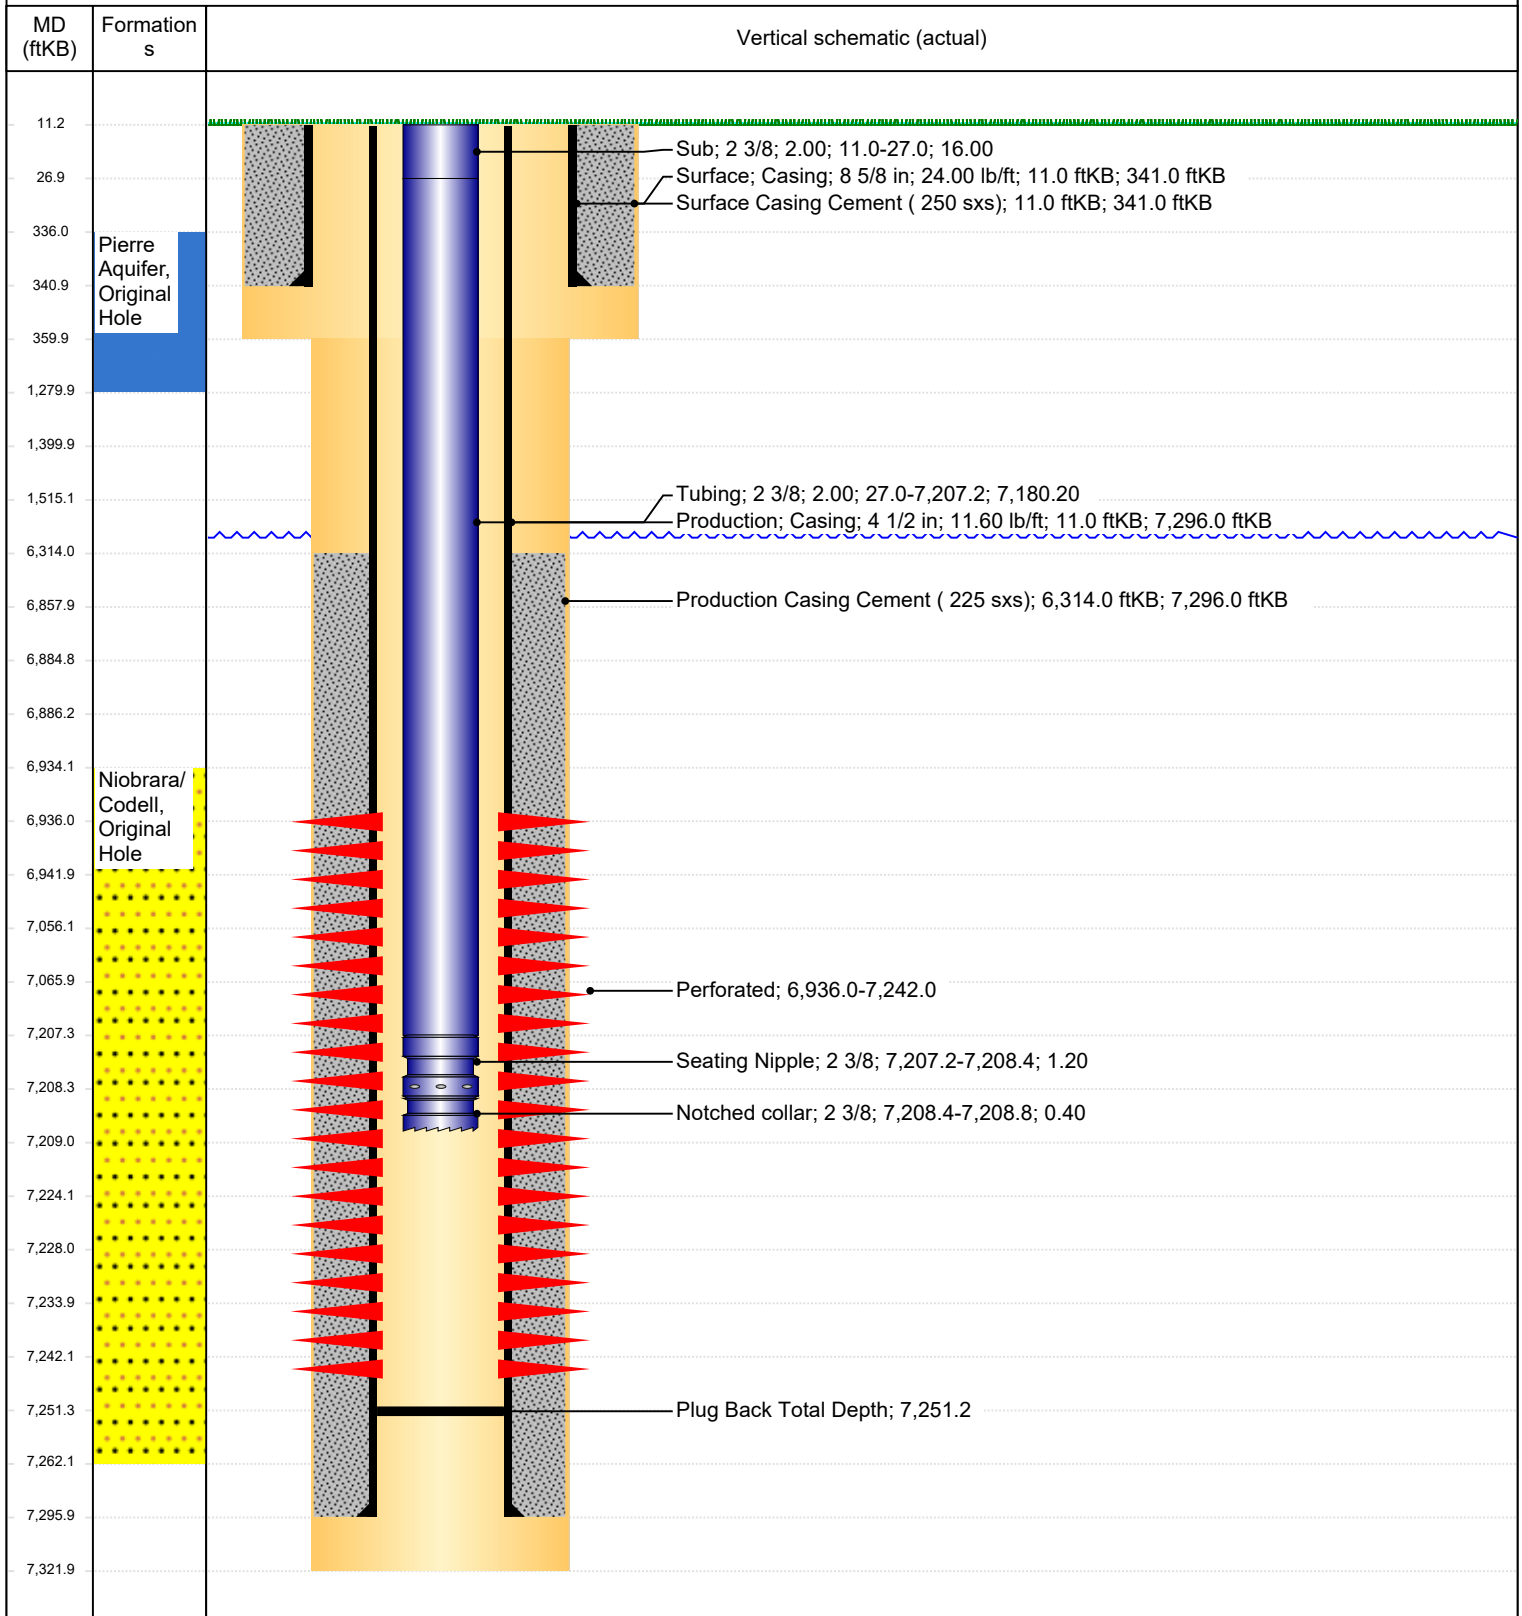 MD
(ftKB)
Formation
s
Vertical schematic (actual)
11.2
Sub; 2 3/8; 2.00; 11.0-27.0; 16.00
26.9
Surface; Casing; 8 5/8 in; 24.00 lb/ft; 11.0 ftKB; 341.0 ftKB
Surface Casing Cement ( 250 sxs); 11.0 ftKB; 341.0 ftKB
336.0
Pierre
Aquifer,
Original
Hole
340.9
359.9
1,279.9
1,399.9
1,515.1
Tubing; 2 3/8; 2.00; 27.0-7,207.2; 7,180.20
Production; Casing; 4 1/2 in; 11.60 lb/ft; 11.0 ftKB; 7,296.0 ftKB
6,314.0
6,857.9
Production Casing Cement ( 225 sxs); 6,314.0 ftKB; 7,296.0 ftKB
6,884.8
6,886.2
6,934.1
Niobrara/
Codell,
Original
Hole
6,936.0
6,941.9
7,056.1
7,065.9
Perforated; 6,936.0-7,242.0
7,207.3
Seating Nipple; 2 3/8; 7,207.2-7,208.4; 1.20
7,208.3
Notched collar; 2 3/8; 7,208.4-7,208.8; 0.40
7,209.0
7,224.1
7,228.0
7,233.9
7,242.1
7,251.3
Plug Back Total Depth; 7,251.2
7,262.1
7,295.9
7,321.9